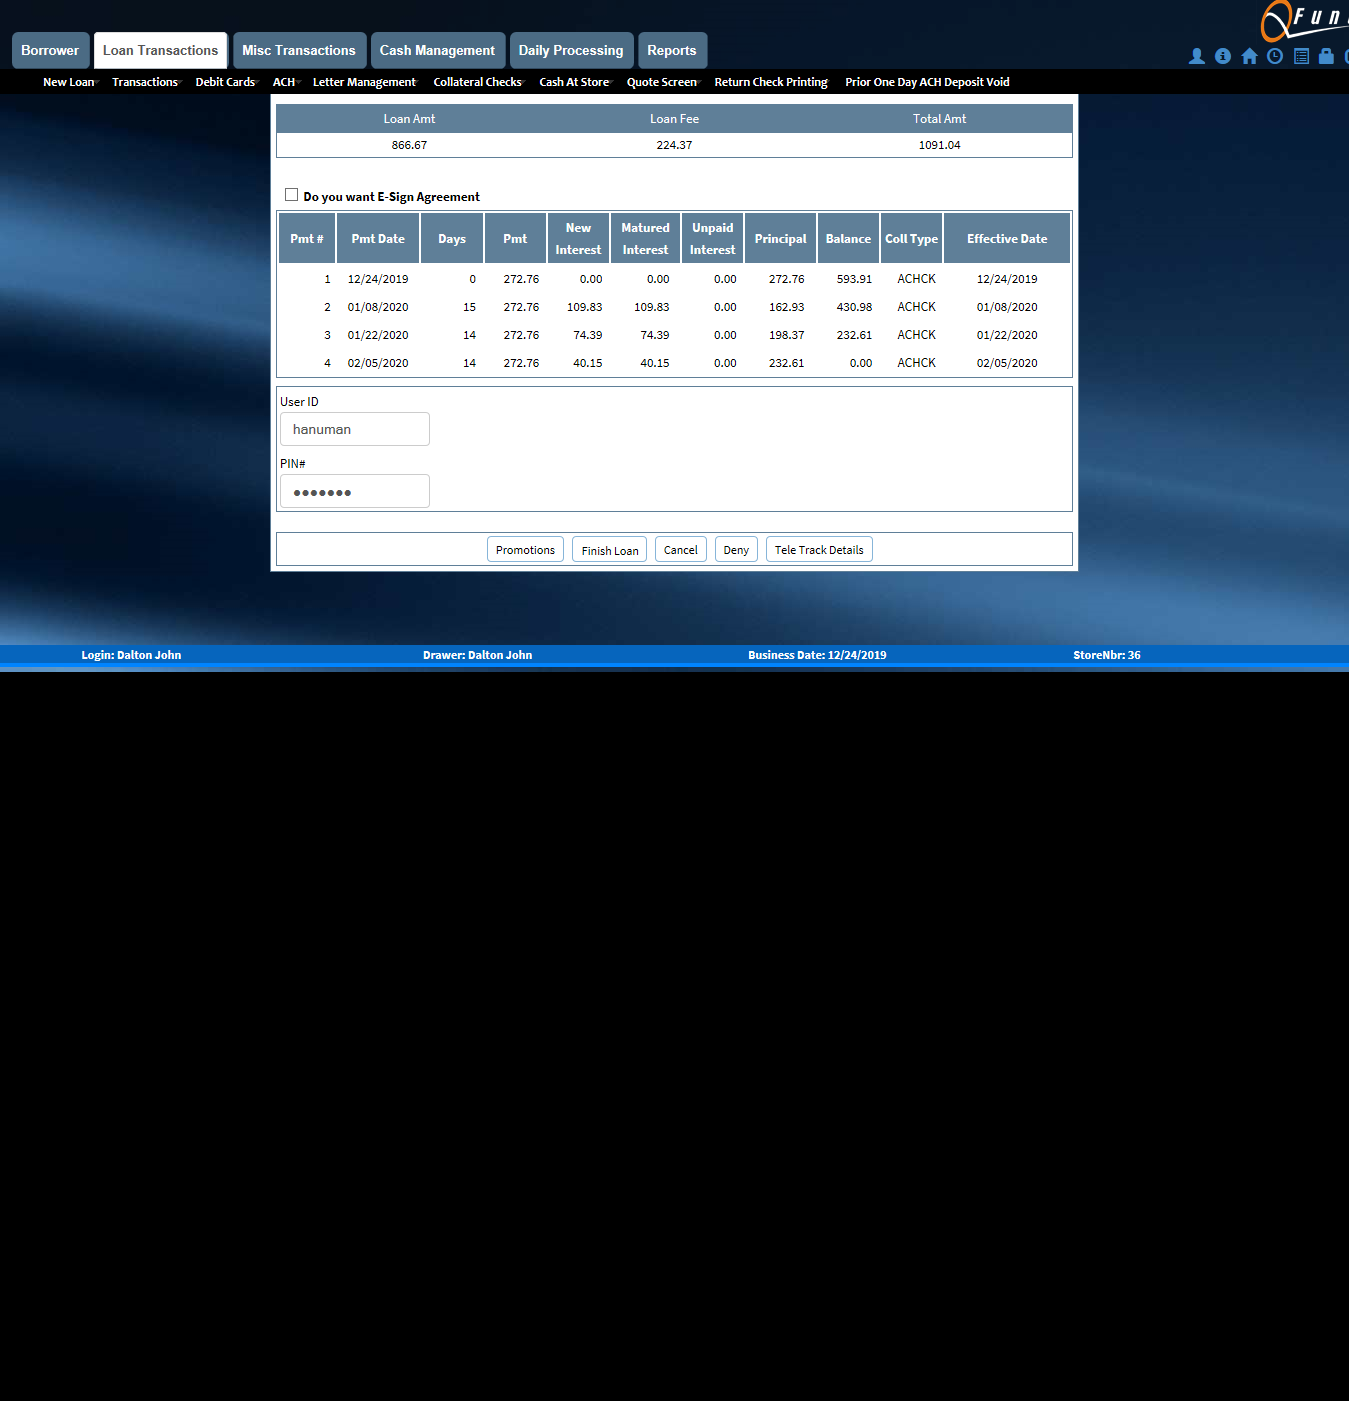 Fun
Borrower Loan Transactions Misc Transactions Cash Management Daily Processing Reports
New Loan Transactions Debit Cards ACH Letter Management Collateral Checks Cash At Store Quote Screen Return Check Printing Prior One Day ACH Deposit Void
Loan Amt Loan Fee Total Amt
866.67 224.37 1091.04
Do you want E-Sign Agreement
Pmt # Pmt Date Days Pmt New Interest Matured Interest Unpaid Interest Principal Balance Coll Type Effective Date
1 12/24/2019 0 272.76 0.00 0.00 0.00 272.76 593.91 ACHCK 12/24/2019
2 01/08/2020 15 272.76 109.83 109.83 0.00 162.93 430.98 ACHCK 01/08/2020
3 01/22/2020 14 272.76 74.39 74.39 0.00 198.37 232.61 ACHCK 01/22/2020
4 02/05/2020 14 272.76 40.15 40.15 0.00 232.61 0.00 ACHCK 02/05/2020
User ID
hanuman
PIN#
•••••••
Promotions Finish Loan Cancel Deny Tele Track Details
Login: Dalton John Drawer: Dalton John Business Date: 12/24/2019 StoreNbr: 36